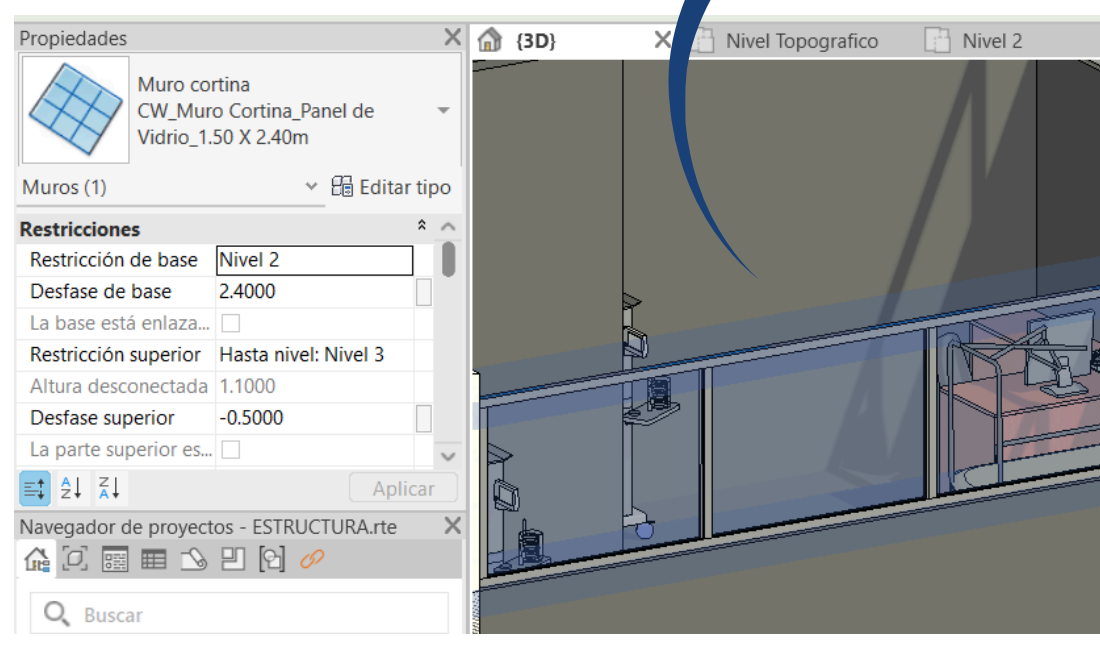 Propiedades
{3D}
Nivel Topografico
Nivel 2
Muro cortina
CW_Muro Cortina_Panel de
Vidrio_1.50 X 2.40m
Muros (1)
Editar tipo
Restricciones
Restricción de base Nivel 2
Desfase de base 2.4000
La base está enlaza...
Restricción superior Hasta nivel: Nivel 3
Altura desconectada 1.1000
Desfase superior -0.5000
La parte superior es...
Aplicar
Navegador de proyectos - ESTRUCTURA.rte
Buscar